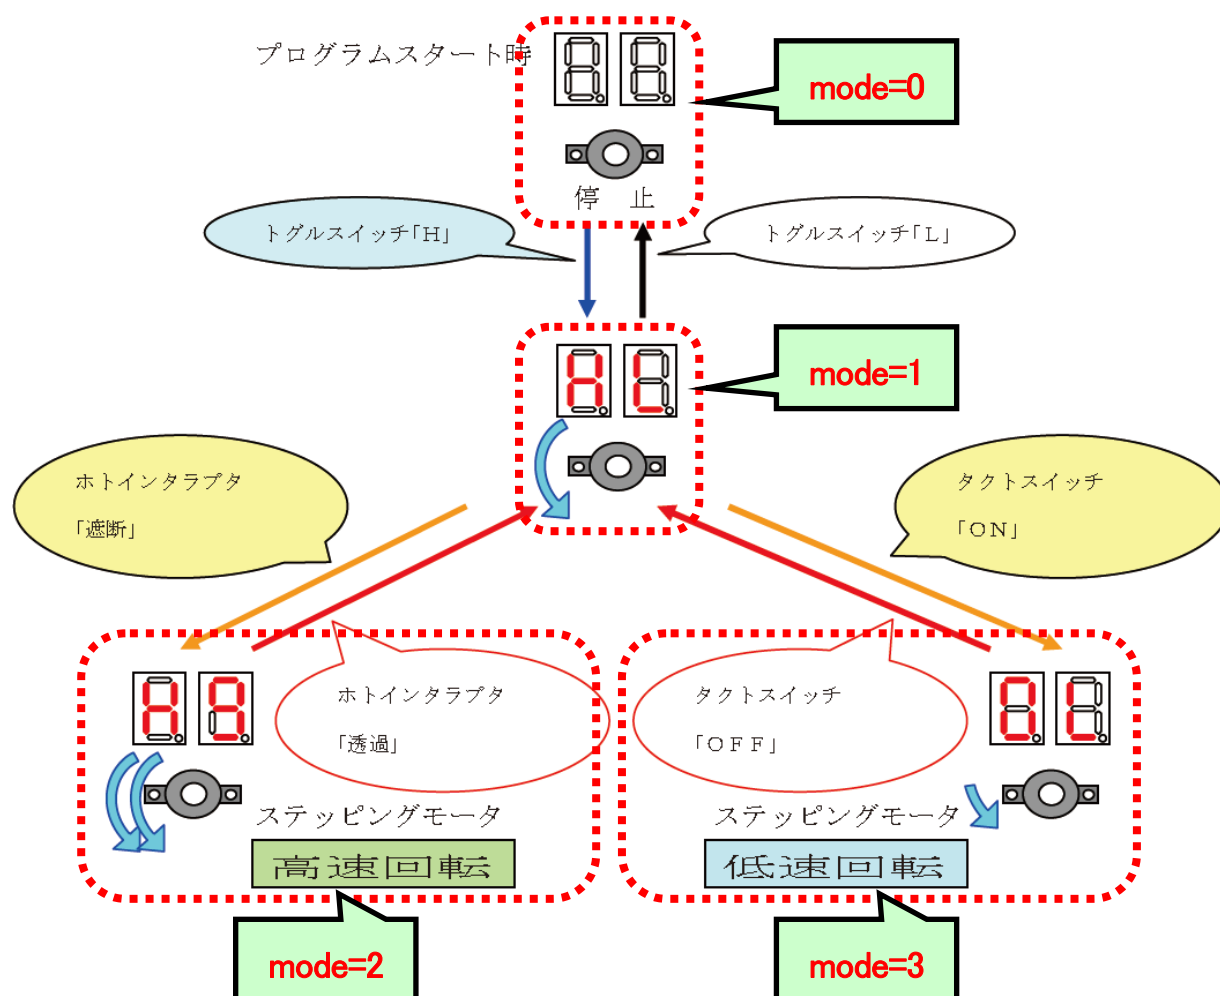 プログラムスタート時
mode=0
停 止
トグルスイッチ「H」
トグルスイッチ「L」
HL
mode=1
ホトインタラプタ
「遮断」
タクトスイッチ
「ON」
ホトインタラプタ
「透過」
タクトスイッチ
「OFF」
ステッピングモータ
高速回転
ステッピングモータ
低速回転
mode=2
mode=3